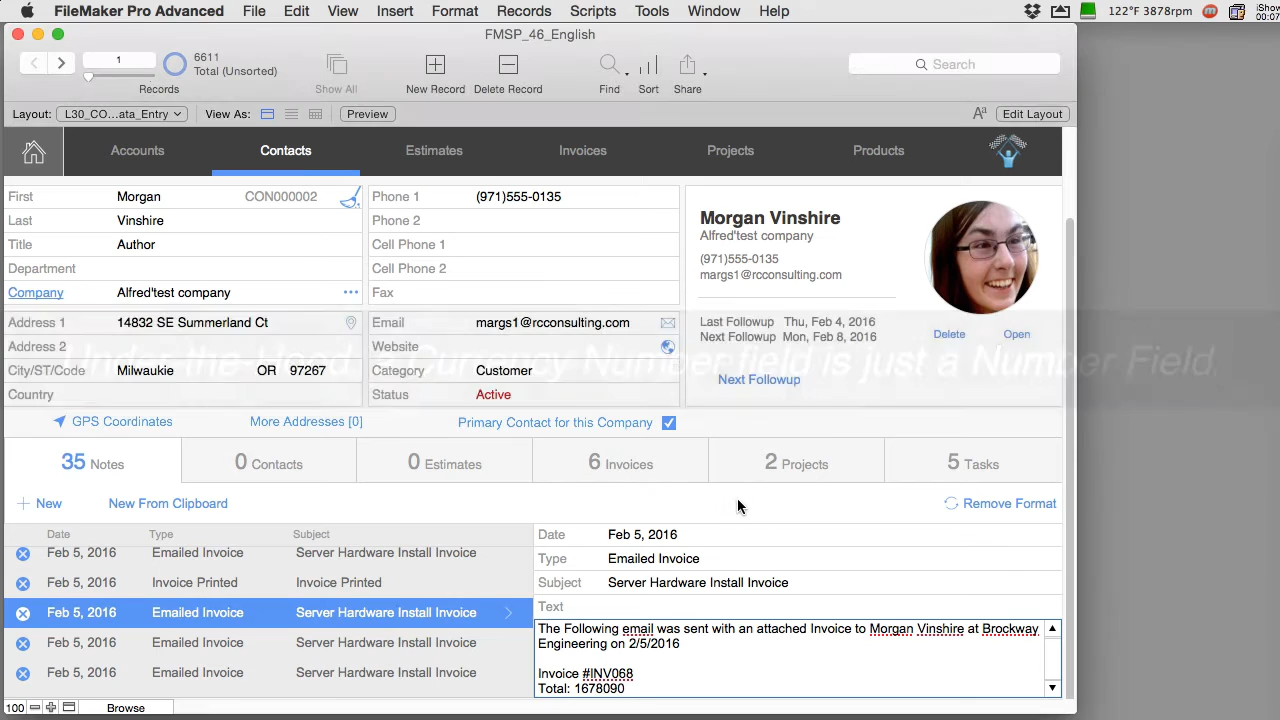 FileMaker Pro Advanced File Edit View Insert Format Records Scripts Tools Window Help 122°F 3878rpm
FMSP_46_English
1 6611 Total (Unsorted)
Records Show All New Record Delete Record Find Sort Share Search
Layout: L30_CO...ata_Entry View As: Preview Aa Edit Layout
Accounts Contacts Estimates Invoices Projects Products
First Morgan CON000002
Last Vinshire
Title Author
Department
Company Alfred'test company
Address 1 14832 SE Summerland Ct
Address 2
City/ST/Code Milwaukie OR 97267
Country
Phone 1 (971)555-0135
Phone 2
Cell Phone 1
Cell Phone 2
Fax
Email margs1@rcconsulting.com
Website
Category Customer
Status Active
Morgan Vinshire
Alfred'test company
(971)555-0135
margs1@rcconsulting.com
Last Followup Thu, Feb 4, 2016
Next Followup Mon, Feb 8, 2016
Delete Open
Next Followup
Under-the-Hood, a Currency Number field is just a Number Field.
GPS Coordinates More Addresses [0] Primary Contact for this Company
35 Notes 0 Contacts 0 Estimates 6 Invoices 2 Projects 5 Tasks
New New From Clipboard Remove Format
Date Type Subject
Feb 5, 2016 Emailed Invoice Server Hardware Install Invoice
Feb 5, 2016 Invoice Printed Invoice Printed
Feb 5, 2016 Emailed Invoice Server Hardware Install Invoice
Feb 5, 2016 Emailed Invoice Server Hardware Install Invoice
Feb 5, 2016 Emailed Invoice Server Hardware Install Invoice
Date Feb 5, 2016
Type Emailed Invoice
Subject Server Hardware Install Invoice
Text
The Following email was sent with an attached Invoice to Morgan Vinshire at Brockway
Engineering on 2/5/2016
Invoice #INV068
Total: 1678090
100 Browse